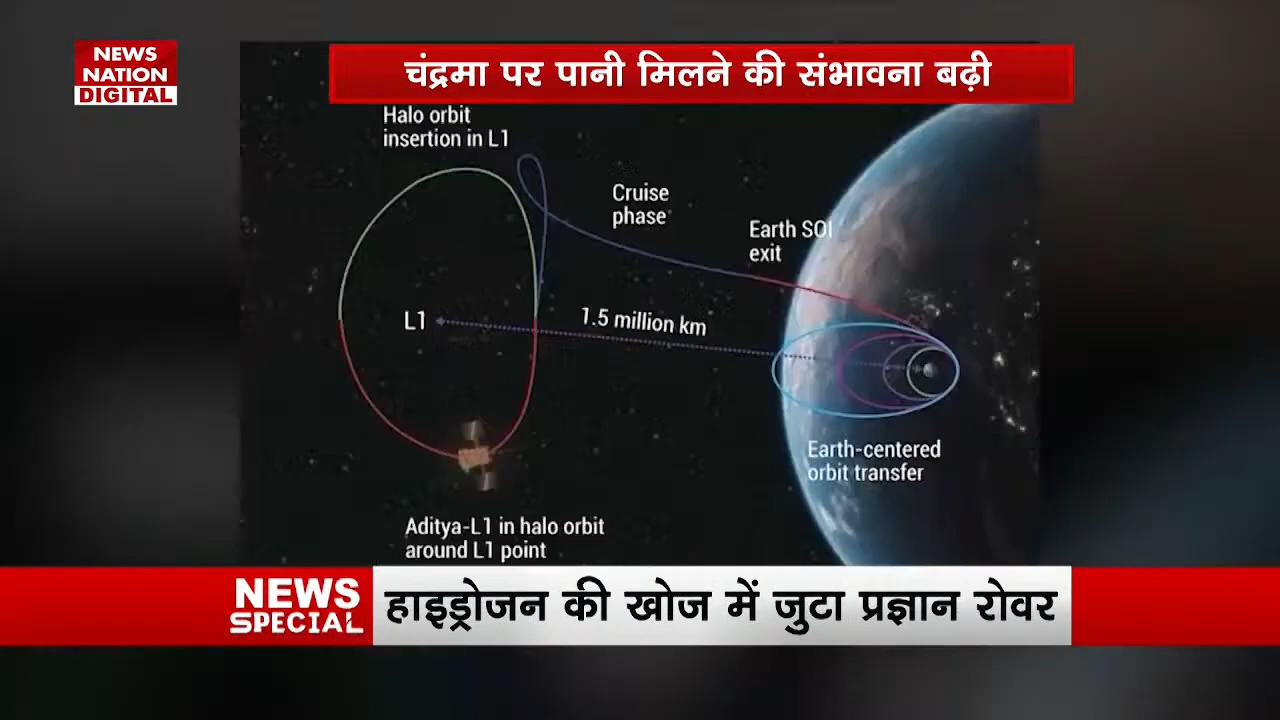 NEWS
NATION
DIGITAL
चंद्रमा पर पानी मिलने की संभावना बढ़ी
Halo orbit
insertion in L1
Cruise
phase
Earth SOI
exit
L1
1.5 million km
Earth-centered
orbit transfer
Aditya-L1 in halo orbit
around L1 point
NEWS
SPECIAL
हाइड्रोजन की खोज में जुटा प्रज्ञान रोवर